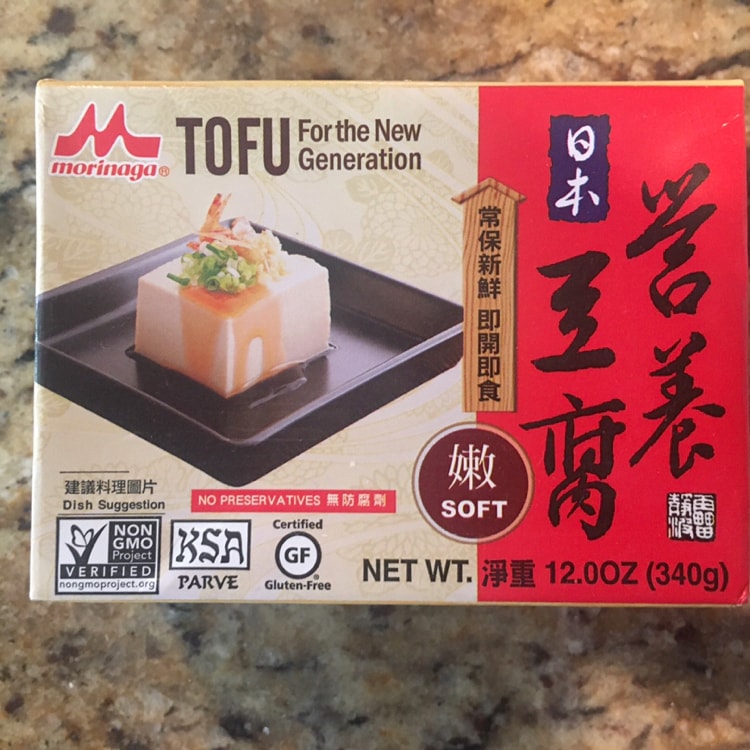 morinaga®
TOFU For the New
Generation
日本
営養
豆腐
常保新鮮 即開即食
嫩
SOFT
建議料理圖片
Dish Suggestion
NO PRESERVATIVES 無防腐劑
NON
GMO
Project
VERIFIED
nongmoproject.org
KSA
PARVE
Certified
GF
Gluten-Free
NET WT. 淨重 12.0OZ (340g)